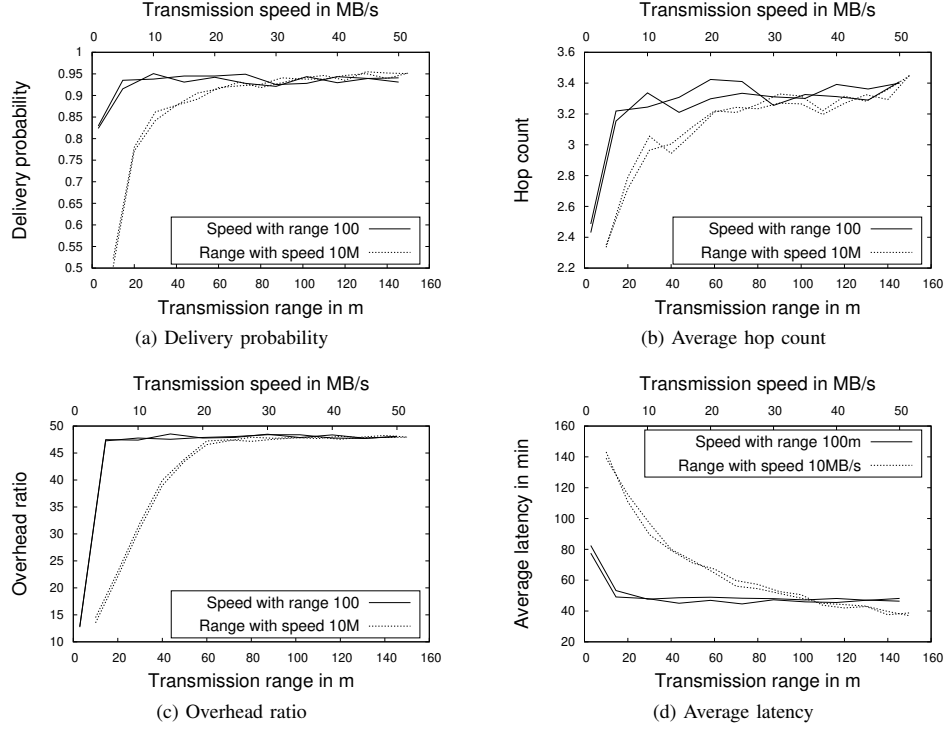 Transmission speed in MB/s
0 10 20 30 40 50
1
0.95
0.9
0.85
0.8
0.75
0.7
0.65
0.6
0.55
0.5
Delivery probability
Speed with range 100
Range with speed 10M
0 20 40 60 80 100 120 140 160
Transmission range in m
(a) Delivery probability
Transmission speed in MB/s
0 10 20 30 40 50
3.6
3.4
3.2
3
2.8
2.6
2.4
2.2
Hop count
Speed with range 100
Range with speed 10M
0 20 40 60 80 100 120 140 160
Transmission range in m
(b) Average hop count
Transmission speed in MB/s
0 10 20 30 40 50
50
45
40
35
30
25
20
15
10
Overhead ratio
Speed with range 100
Range with speed 10M
0 20 40 60 80 100 120 140 160
Transmission range in m
(c) Overhead ratio
Transmission speed in MB/s
0 10 20 30 40 50
160
140
120
100
80
60
40
20
Average latency in min
Speed with range 100m
Range with speed 10MB/s
0 20 40 60 80 100 120 140 160
Transmission range in m
(d) Average latency